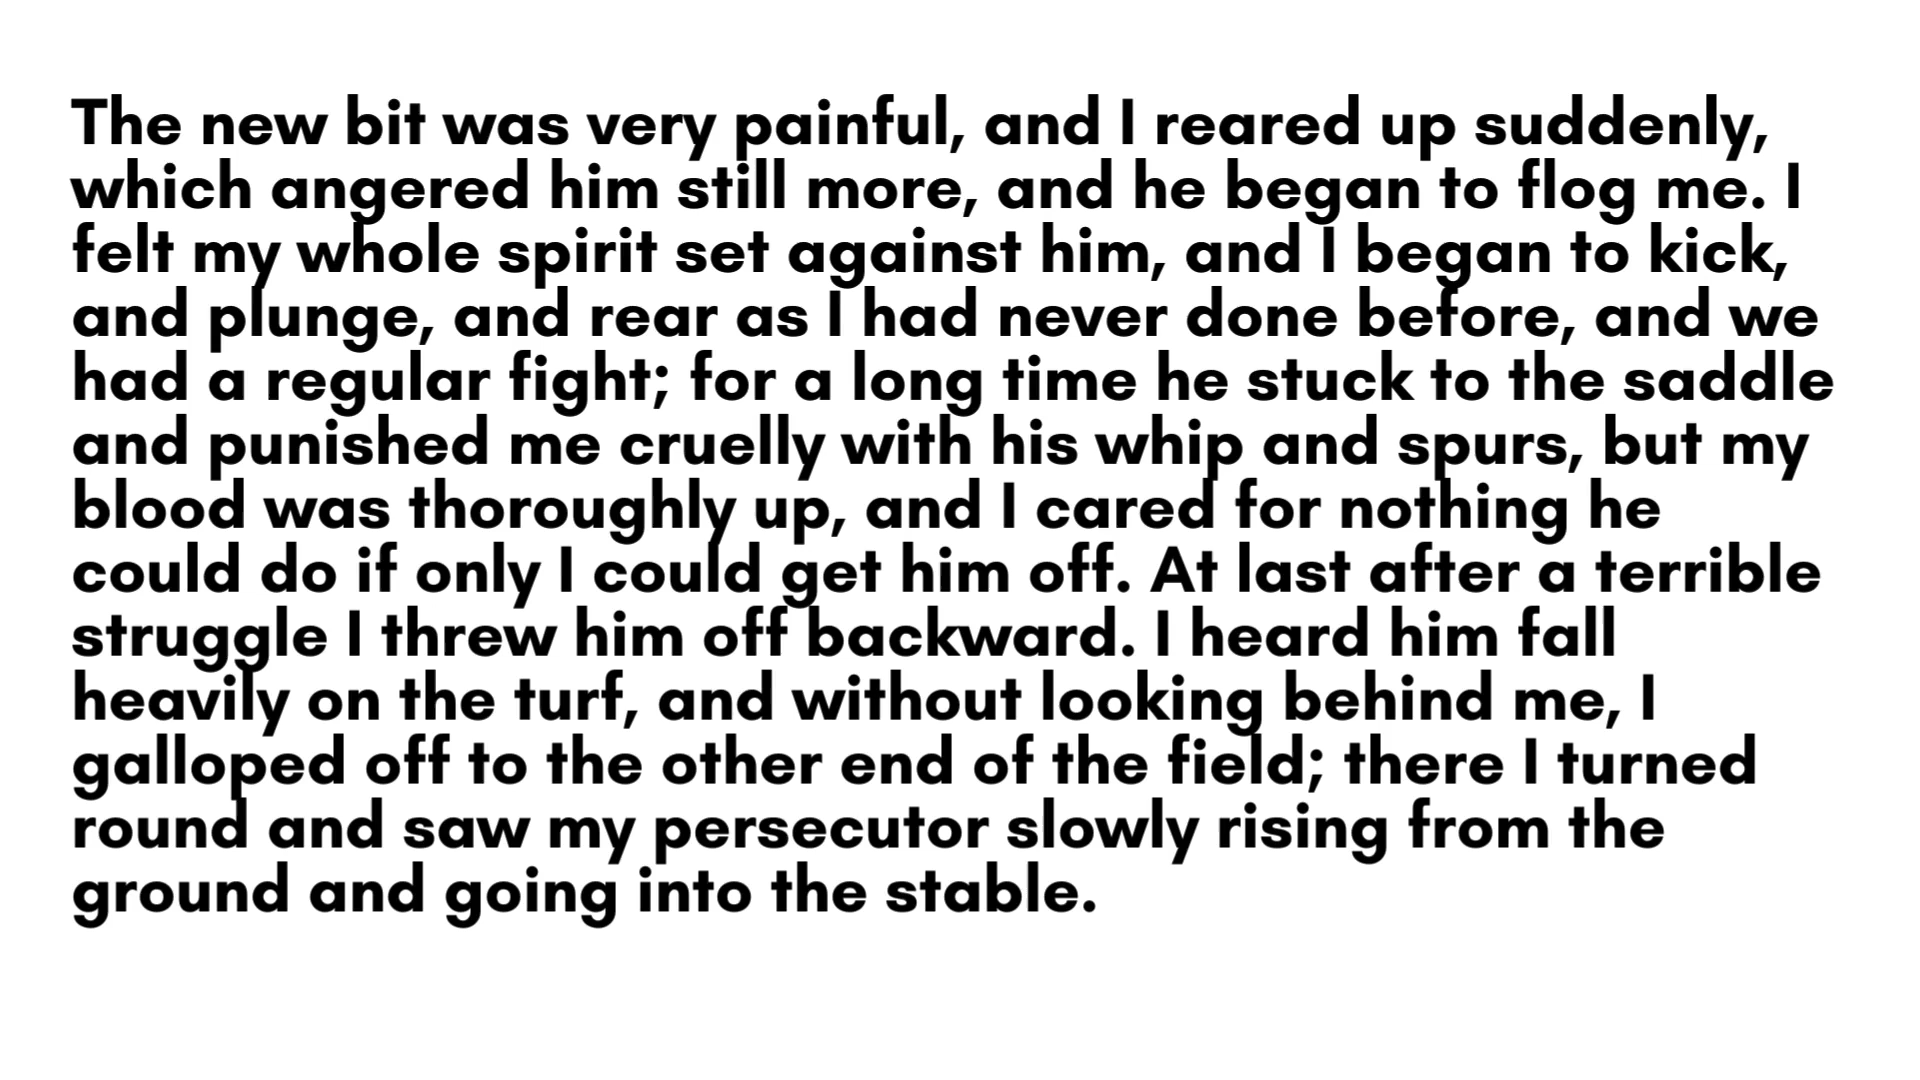 The new bit was very painful, and I reared up suddenly,
which angered him still more, and he began to flog me. I
felt my whole spirit set against him, and I began to kick,
and plunge, and rear as I had never done before, and we
had a regular fight; for a long time he stuck to the saddle
and punished me cruelly with his whip and spurs, but my
blood was thoroughly up, and I cared for nothing he
could do if only I could get him off. At last after a terrible
struggle I threw him off backward. I heard him fall
heavily on the turf, and without looking behind me, I
galloped off to the other end of the field; there I turned
round and saw my persecutor slowly rising from the
ground and going into the stable.